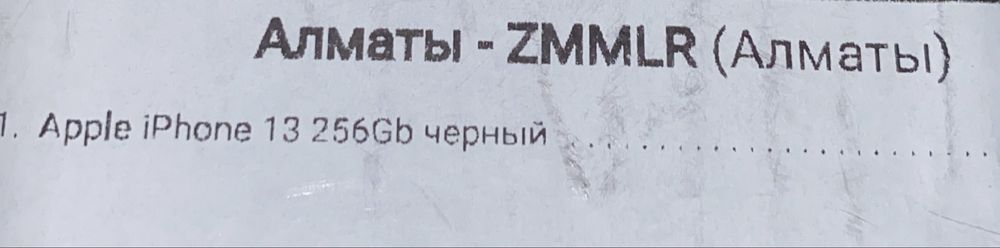 Алматы - ZMMLR (Алматы)
1. Apple iPhone 13 256Gb черный ........................